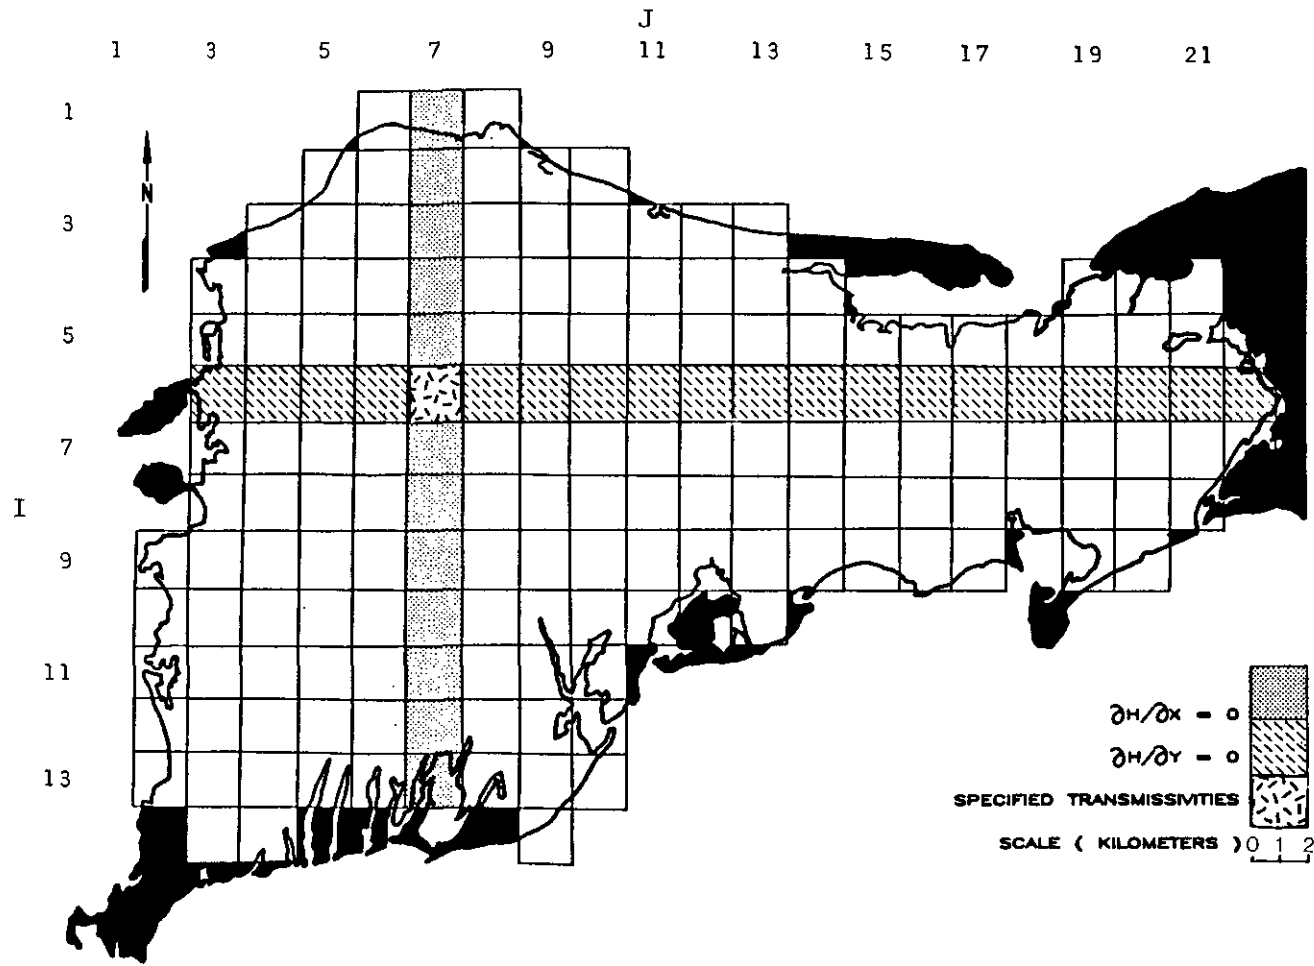 J
1 3 5 7 9 11 13 15 17 19 21
1
N
3
5
7
I
9
11
13
∂H/∂X = 0
∂H/∂Y = 0
SPECIFIED TRANSMISSIVITIES
SCALE ( KILOMETERS ) 0 1 2